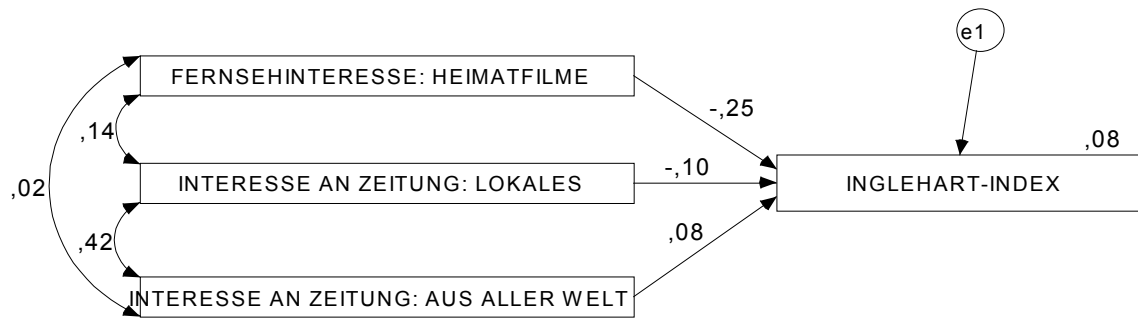 e1
FERNSEHINTERESSE: HEIMATFILME
-,25
,14
,08
INTERESSE AN ZEITUNG: LOKALES
-,10
INGLEHART-INDEX
,02
,42
,08
INTERESSE AN ZEITUNG: AUS ALLER WELT